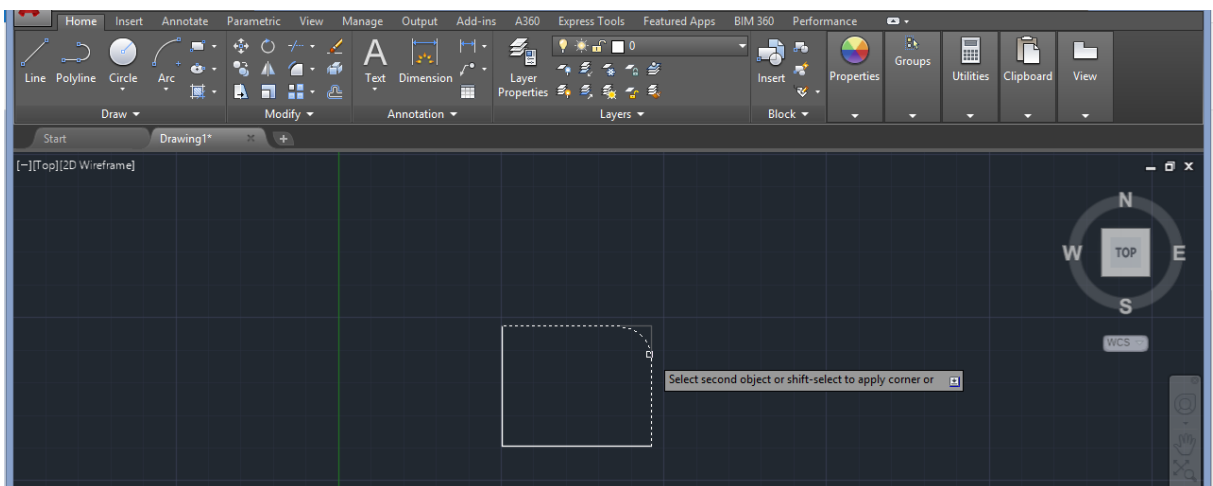 Home Insert Annotate Parametric View Manage Output Add-ins A360 Express Tools Featured Apps BIM 360 Performance
Line Polyline Circle Arc
Text Dimension
Layer Properties
0
Insert
Properties
Groups
Utilities
Clipboard
View
Draw Modify Annotation Layers Block
Start Drawing1* +
[−][Top][2D Wireframe]
N
W TOP E
S
WCS
Select second object or shift-select to apply corner or